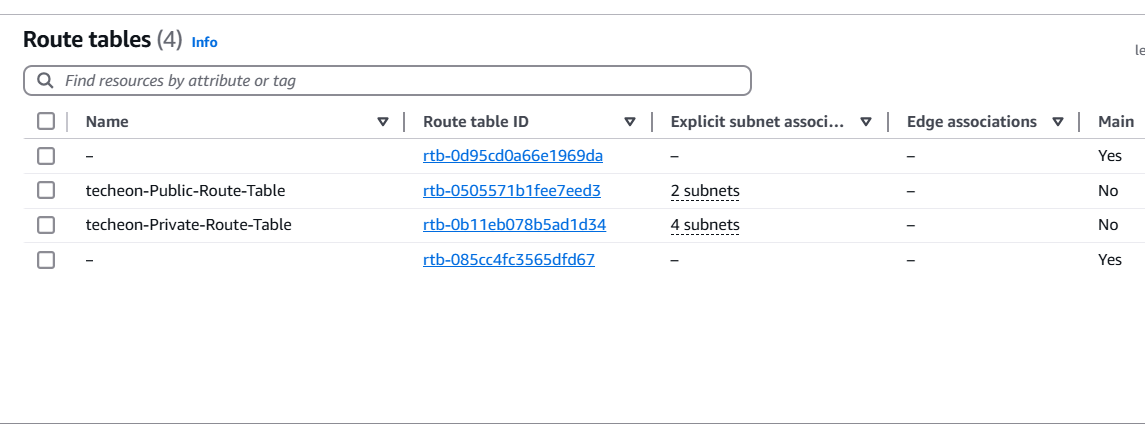 Route tables (4) Info
le
Find resources by attribute or tag
Name Route table ID Explicit subnet associ... Edge associations Main
– rtb-0d95cd0a66e1969da – – Yes
techeon-Public-Route-Table rtb-0505571b1fee7eed3 2 subnets – No
techeon-Private-Route-Table rtb-0b11eb078b5ad1d34 4 subnets – No
– rtb-085cc4fc3565dfd67 – – Yes